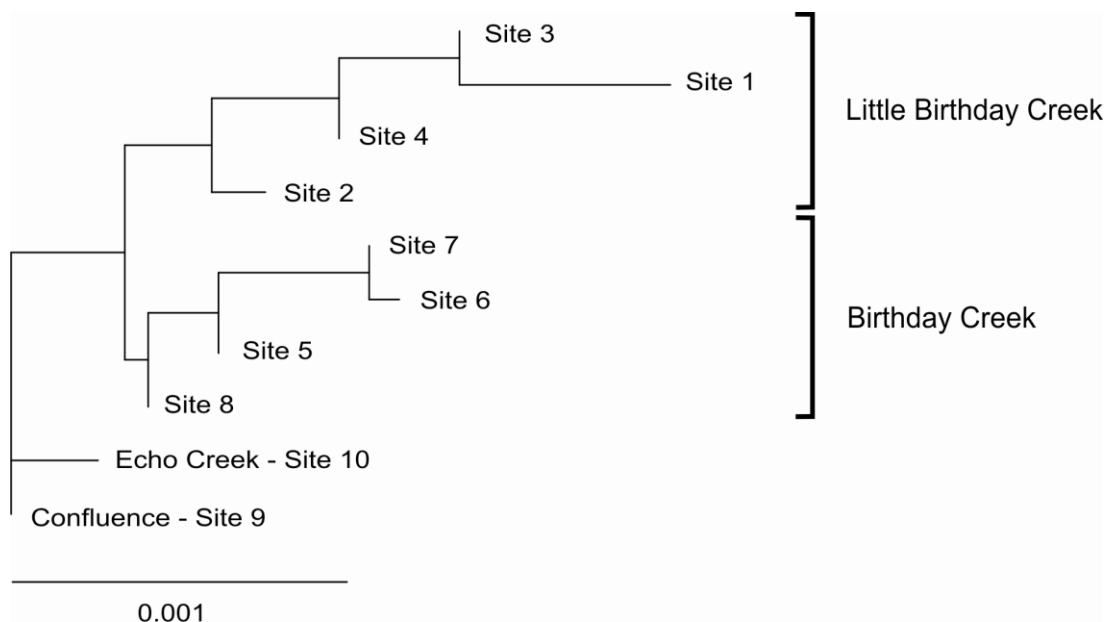 Site 3
Site 1
Little Birthday Creek
Site 4
Site 2
Site 7
Site 6
Birthday Creek
Site 5
Site 8
Echo Creek - Site 10
Confluence - Site 9
0.001